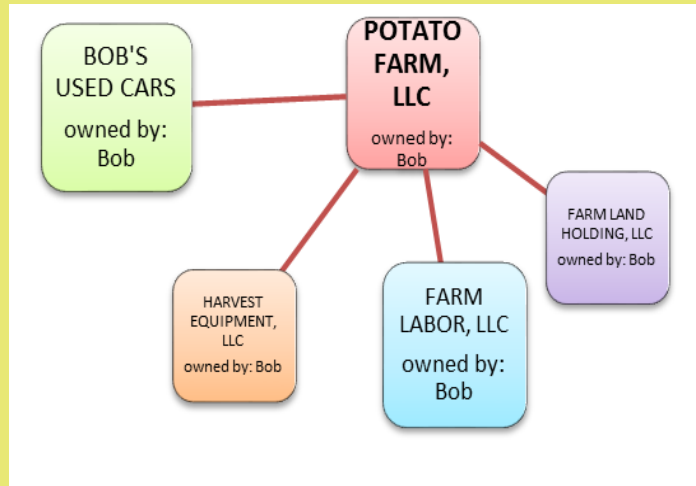 BOB'S
USED CARS
owned by:
Bob
POTATO
FARM,
LLC
owned by:
Bob
FARM LAND
HOLDING, LLC
owned by: Bob
HARVEST
EQUIPMENT,
LLC
owned by: Bob
FARM
LABOR, LLC
owned by:
Bob